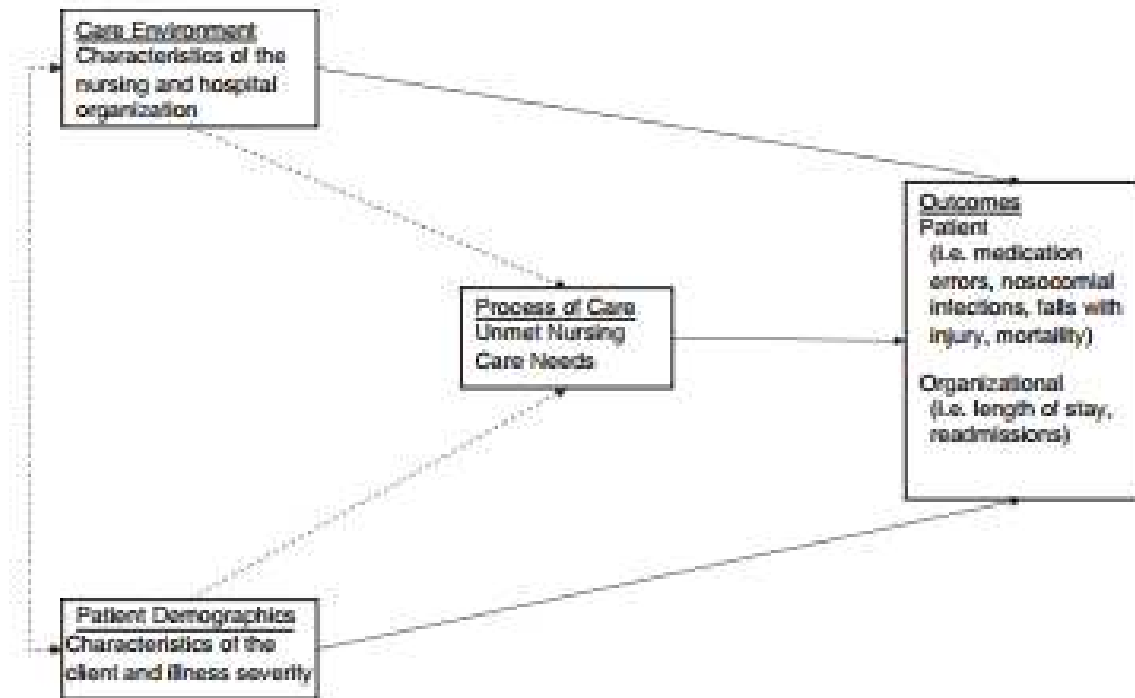 Care Environment
Characteristics of the
nursing and hospital
organization
Outcomes
Patient
(i.e. medication
errors, nosocomial
infections, falls with
injury, mortality)
Organizational
(i.e. length of stay,
readmissions)
Process of Care
Unmet Nursing
Care Needs
Patient Demographics
Characteristics of the
client and illness severity